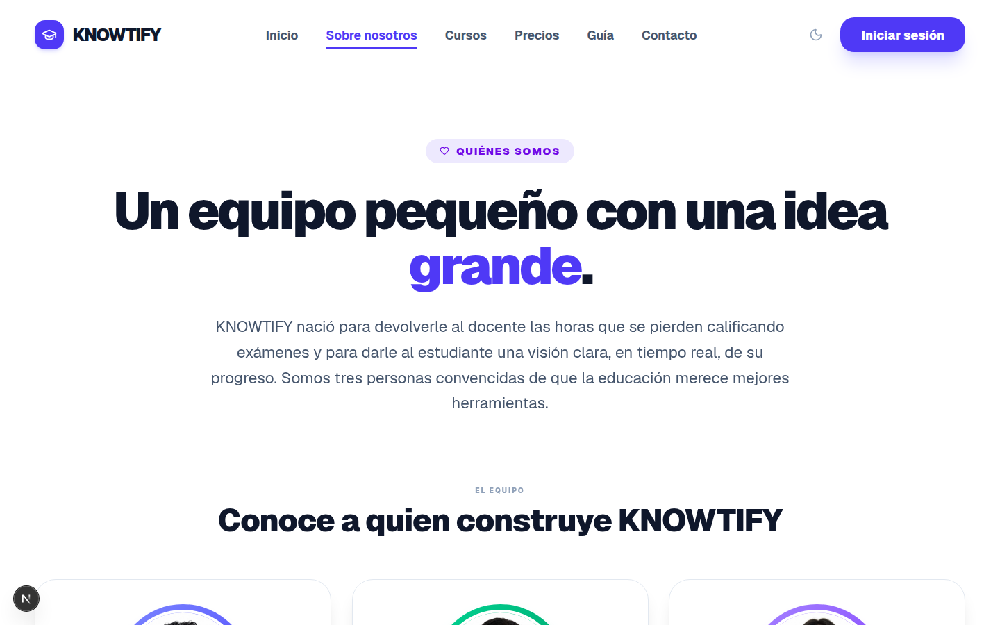 KNOWTIFY
Inicio
Sobre nosotros
Cursos
Precios
Guía
Contacto
Iniciar sesión
QUIÉNES SOMOS
Un equipo pequeño con una idea
grande.
KNOWTIFY nació para devolverle al docente las horas que se pierden calificando
exámenes y para darle al estudiante una visión clara, en tiempo real, de su
progreso. Somos tres personas convencidas de que la educación merece mejores
herramientas.
EL EQUIPO
Conoce a quien construye KNOWTIFY
N